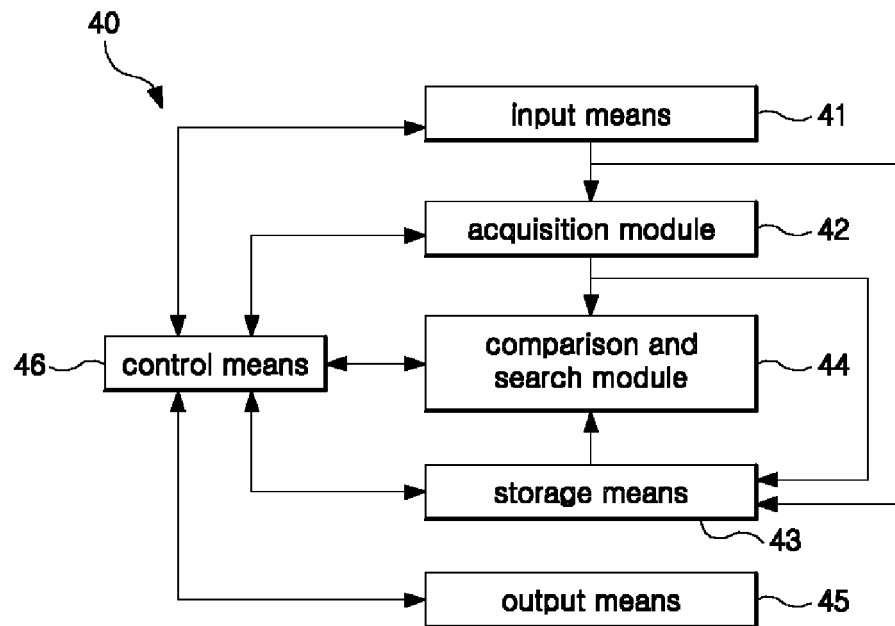 40
input means
41
acquisition module
42
46
control means
comparison and
search module
44
storage means
43
output means
45